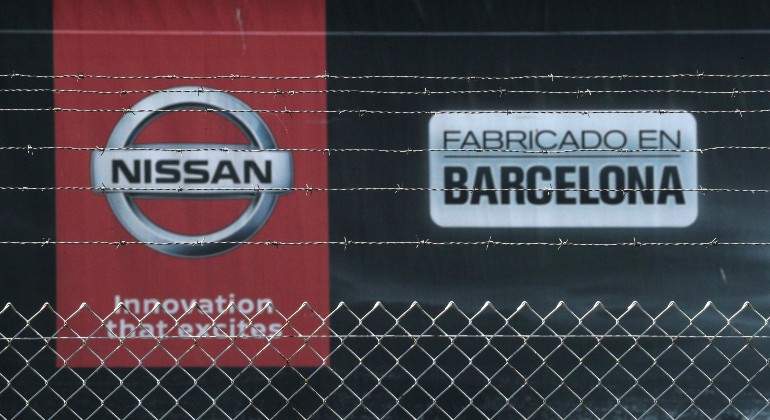 NISSAN
Innovation
that excites
FABRICADO EN
BARCELONA